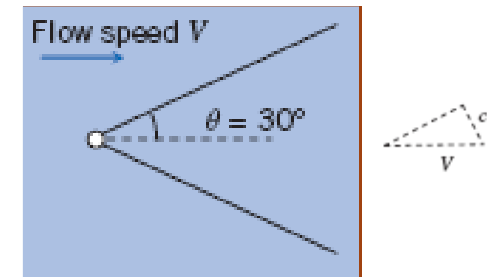 Flow speed V
θ = 30°
c
V